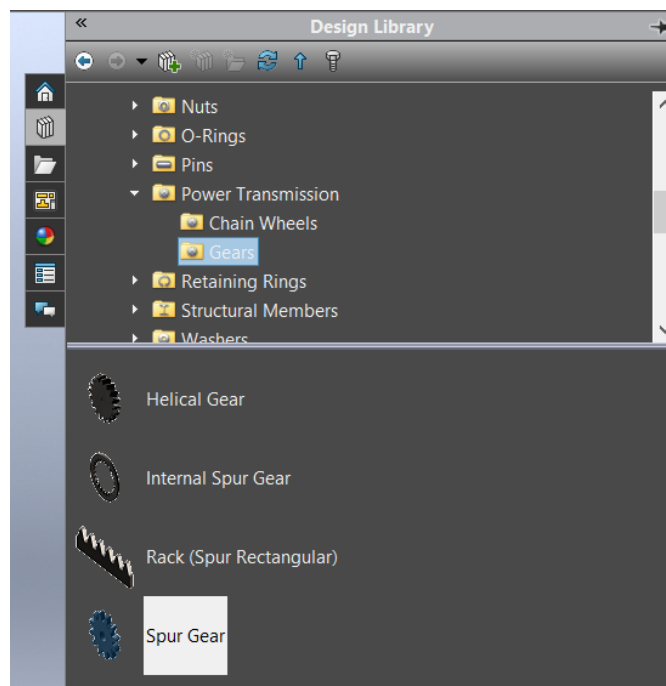 Design Library
Nuts
O-Rings
Pins
Power Transmission
Chain Wheels
Gears
Retaining Rings
Structural Members
Washers
Helical Gear
Internal Spur Gear
Rack (Spur Rectangular)
Spur Gear